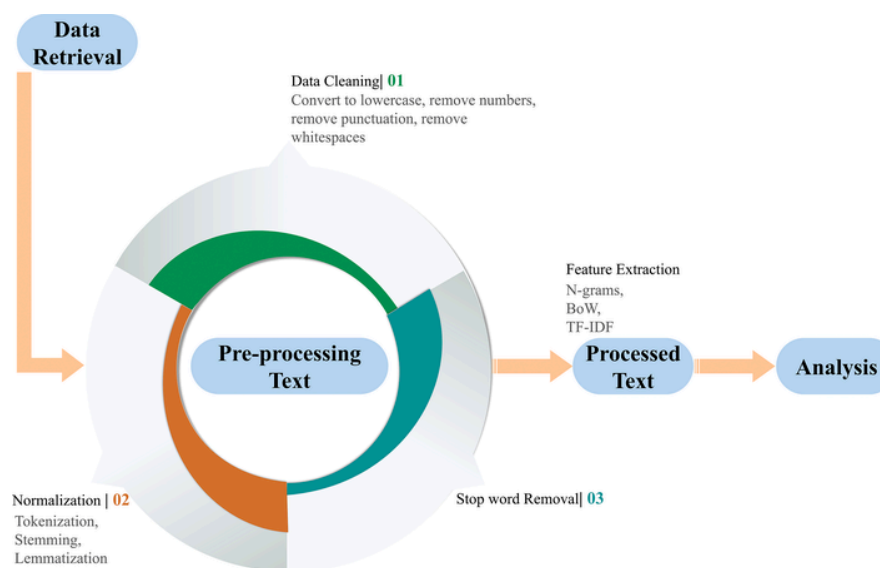 Data
Retrieval
Data Cleaning| 01
Convert to lowercase, remove numbers,
remove punctuation, remove
whitespaces
Feature Extraction
N-grams,
BoW,
TF-IDF
Pre-processing
Text
Processed
Text
Analysis
Normalization | 02
Tokenization,
Stemming,
Lemmatization
Stop word Removal| 03